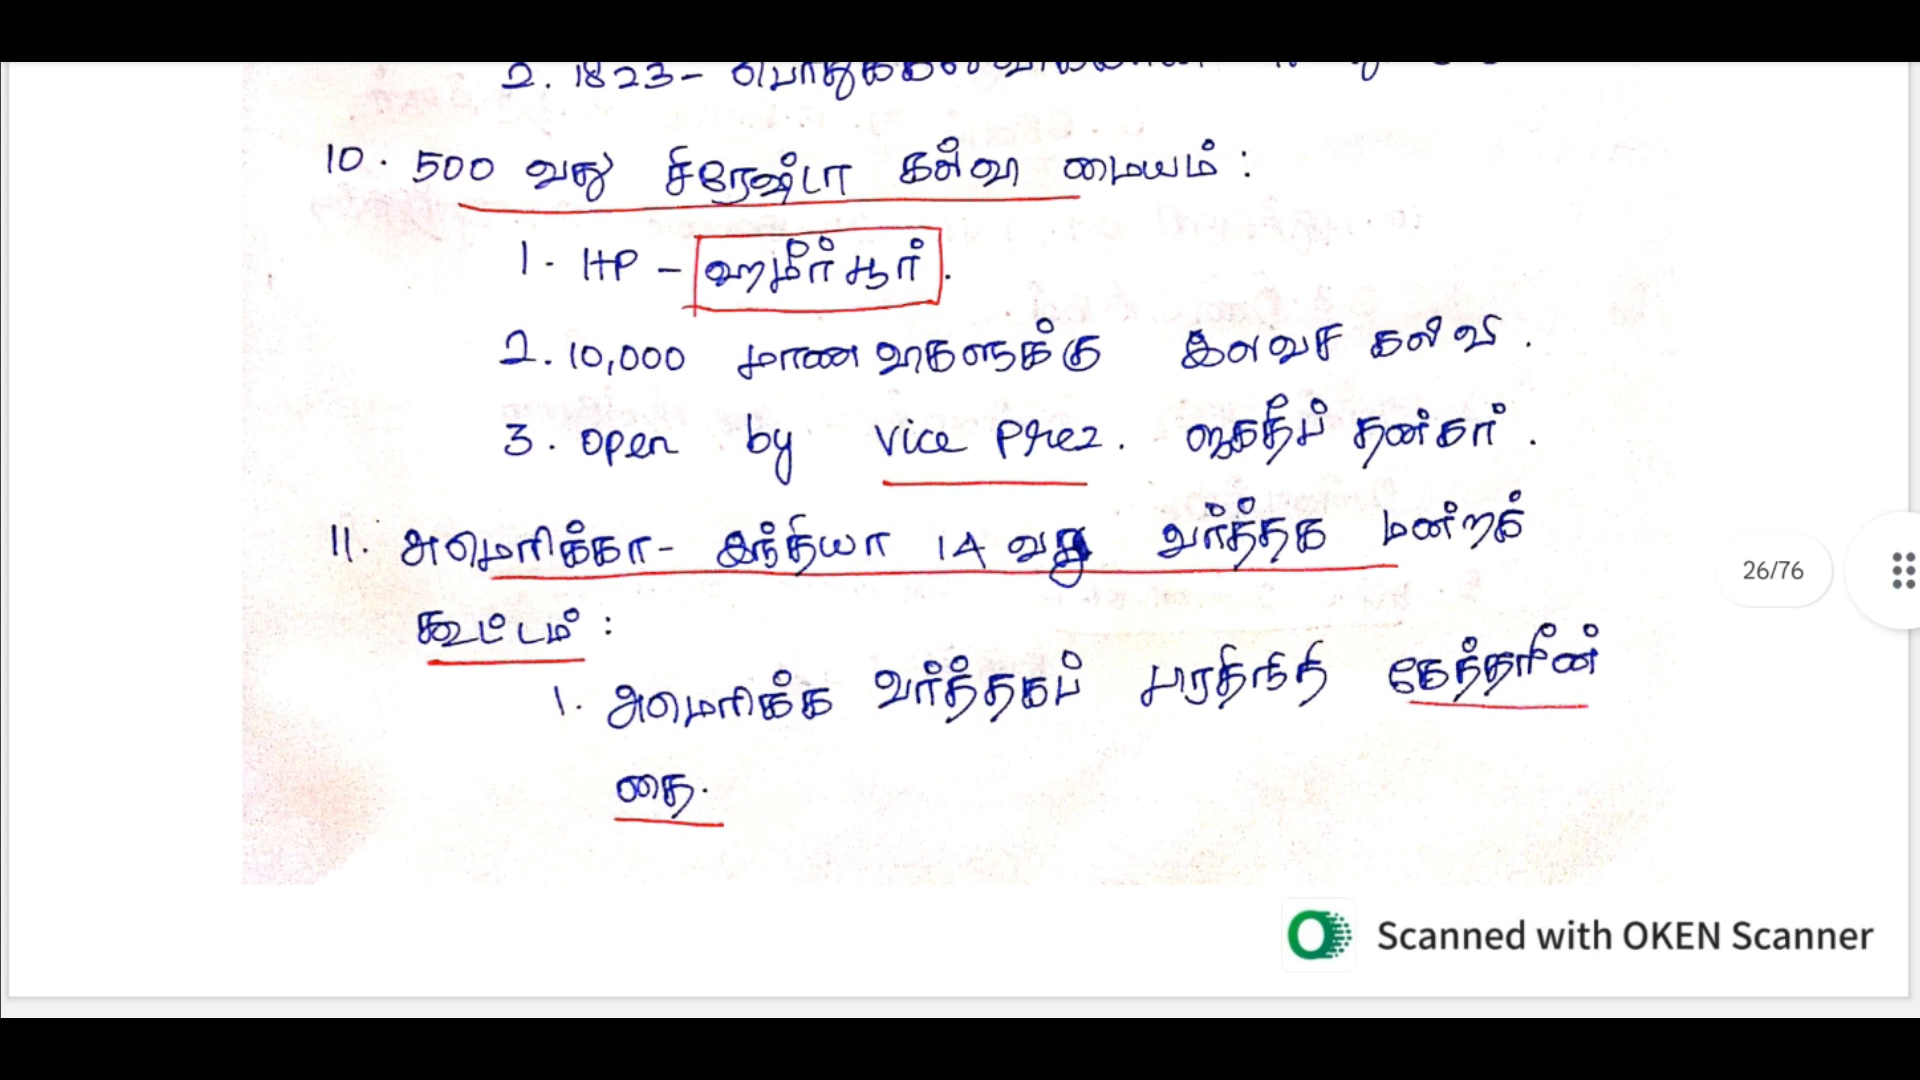 2. 1823-
10. 500 வது சிரேஷ்டா கல்வி மையம் :
1. HP - ஹமீர்பூர்.
2. 10,000 மாணவர்களுக்கு இலவச கல்வி.
3. open by Vice Prez. ஜகதீப் தன்கர்.
11. அமெரிக்கா - இந்தியா 14 வது வர்த்தக மன்றக்
கூட்டம் :
1. அமெரிக்க வர்த்தகப் பிரதிநிதி கேத்தரின்
தை.
26/76
Scanned with OKEN Scanner